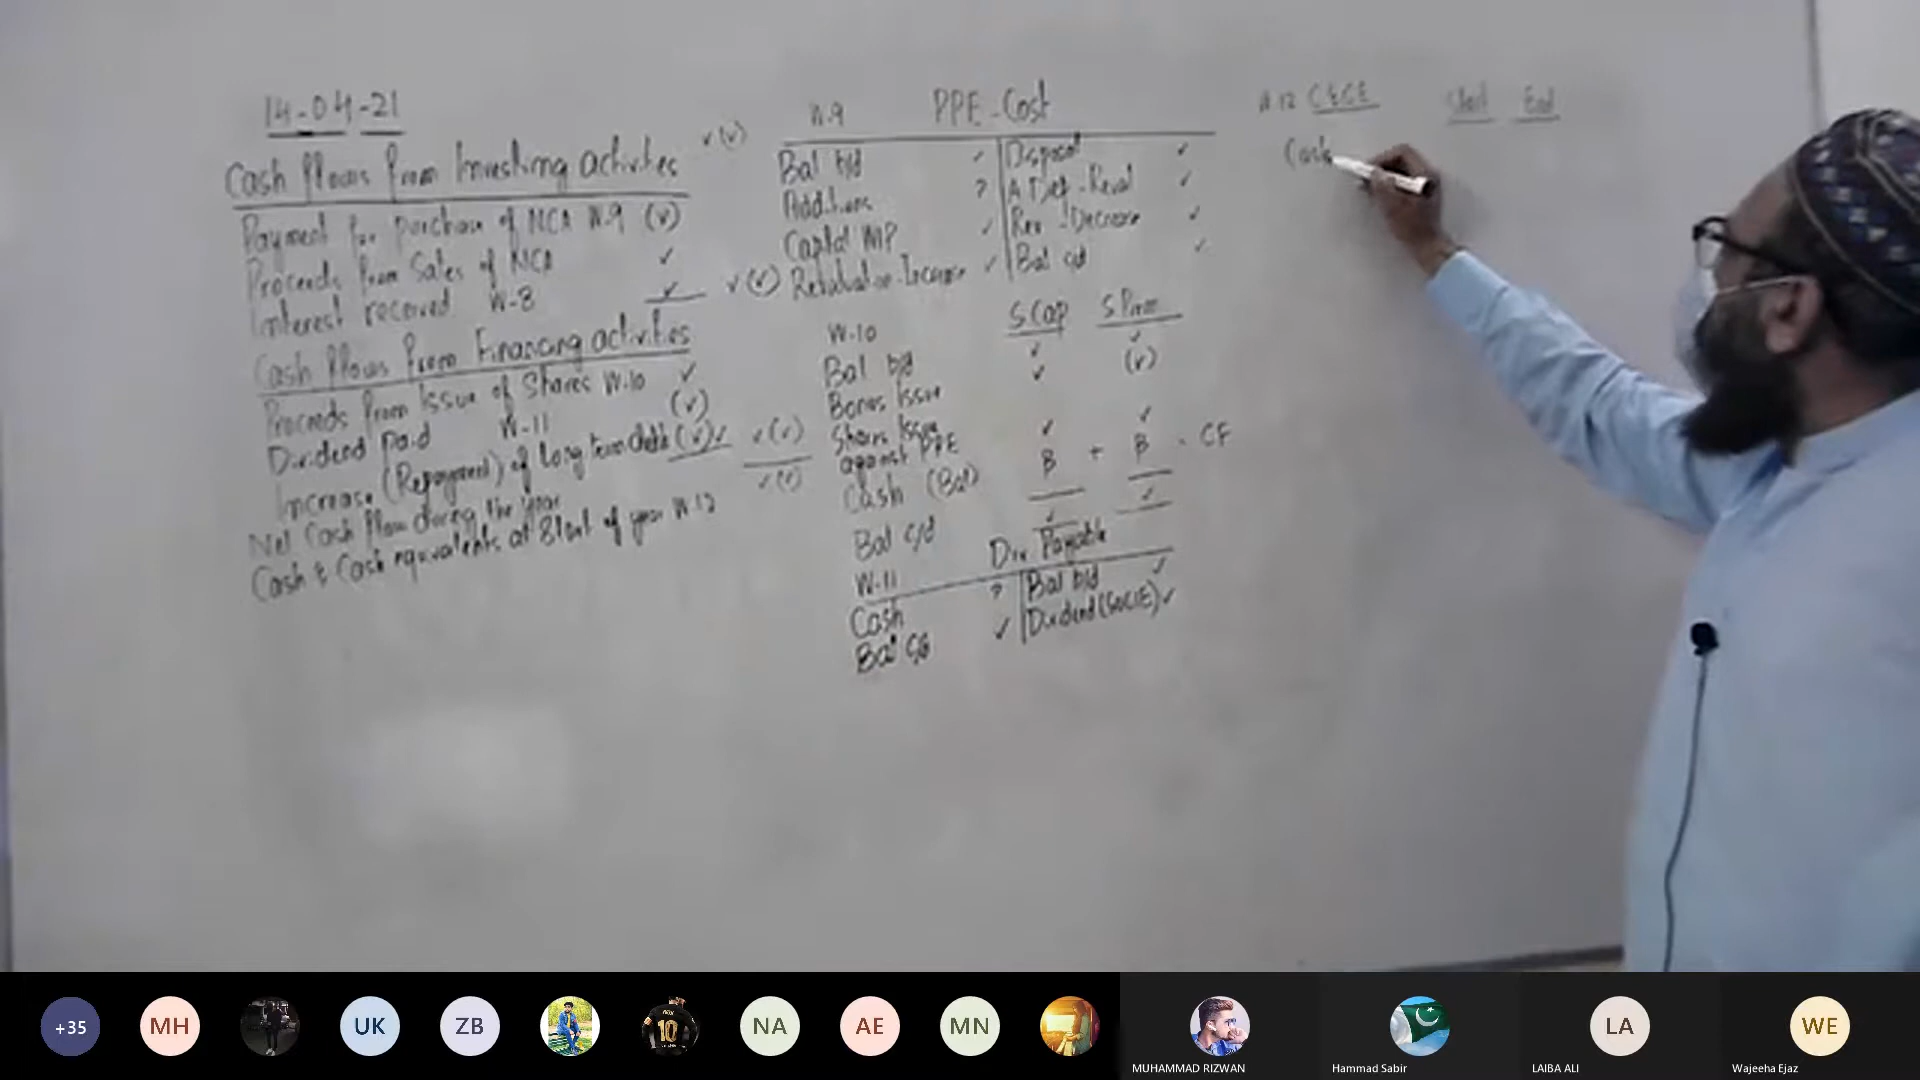 14-04-21
Cash flows from Investing activities ✓(✓)
Payment for purchase of NCA W-9 (✓)
Proceeds from Sales of NCA ✓
Interest received W-8 ✓ ✓(✓)
Cash flows from Financing activities
Proceeds from Issue of Shares W-10 ✓
Dividend paid W-11 (✓)
Increase (Repayment) of long term (✓)✓ ✓(✓)
Net Cash flow during the year ✓(✓)
Cash & Cash equivalents at Start of year W-12
W-9 PPE - Cost
Bal b/d ✓ Disposal ✓
Additions ? A Dep - Reval ✓
Capital WIP ✓ Rev - Decrease ✓
Revaluation-Increase ✓ Bal c/d ✓
W-10 S Cap S Prem
Bal b/d ✓ ✓
Bonus Issue ✓ (✓)
Shares Issue
against PPE ✓ ✓
Cash (Bal) B + B = CF
Bal c/d ✓ ✓
W-11 Div. Payable
Cash ? Bal b/d ✓
Bal c/d ✓ Dividend (SOCIE) ✓
W-12 C&CE Start End
Cash
+35
MH
UK
ZB
10
NA
AE
MN
MUHAMMAD RIZWAN
Hammad Sabir
LA
LAIBA ALI
WE
Wajeeha Ejaz